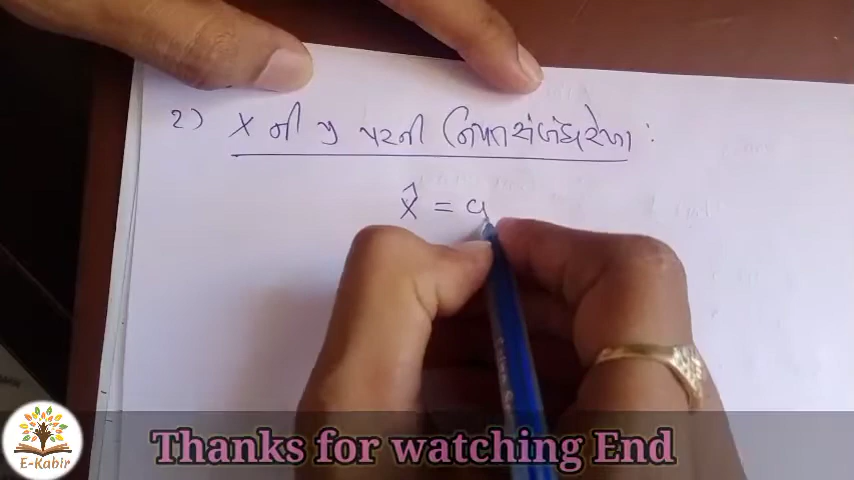 2) x ની y પરની નિયતસંબંધરેખા :
x̂ = a
Thanks for watching End
E-Kabir